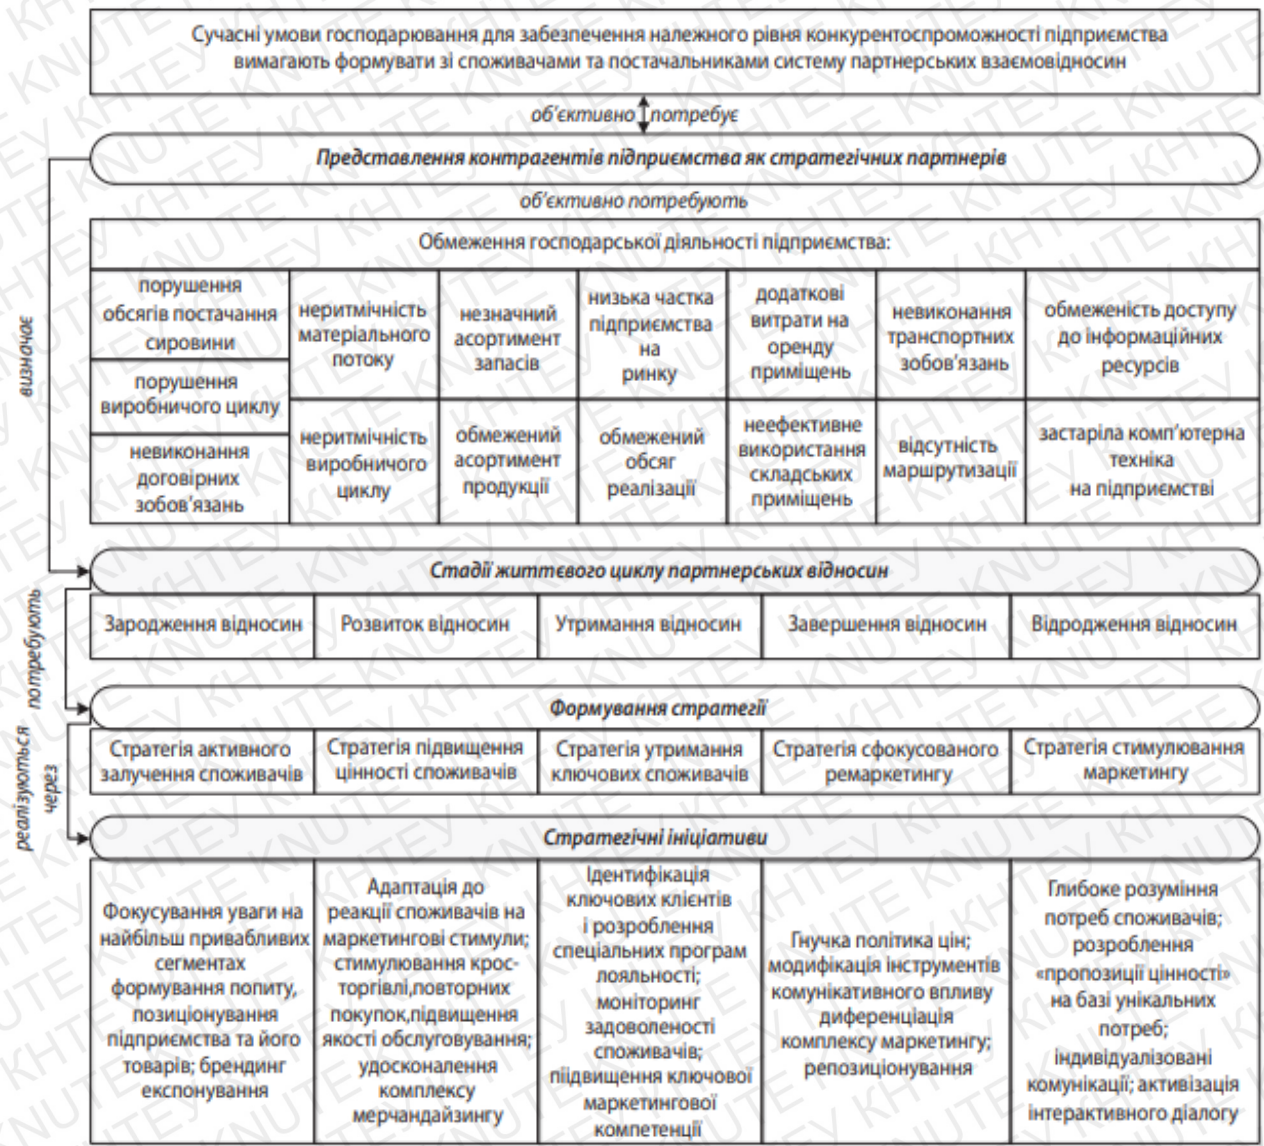 Сучасні умови господарювання для забезпечення належного рівня конкурентоспроможності підприємства
вимагають формувати зі споживачами та постачальниками систему партнерських взаємовідносин
об'єктивно потребує
Представлення контрагентів підприємства як стратегічних партнерів
об'єктивно потребують
визначає
Обмеження господарської діяльності підприємства:
порушення
обсягів постачання
сировини
порушення
виробничого циклу
невиконання
договірних
зобов'язань
неритмічність
матеріального
потоку
неритмічність
виробничого
циклу
незначний
асортимент
запасів
обмежений
асортимент
продукції
низька частка
підприємства
на
ринку
обмежений
обсяг
реалізації
додаткові
витрати на
оренду
приміщень
неефективне
використання
складських
приміщень
невиконання
транспортних
зобов'язань
відсутність
маршрутизації
обмеженість доступу
до інформаційних
ресурсів
застаріла комп'ютерна
техніка
на підприємстві
Стадії життєвого циклу партнерських відносин
потребують
Зародження відносин
Розвиток відносин
Утримання відносин
Завершення відносин
Відродження відносин
Формування стратегії
реалізуються
через
Стратегія активного
залучення споживачів
Стратегія підвищення
цінності споживачів
Стратегія утримання
ключових споживачів
Стратегія сфокусованого
ремаркетингу
Стратегія стимулювання
маркетингу
Стратегічні ініціативи
Фокусування уваги на
найбільш привабливих
сегментах
формування попиту,
позиціонування
підприємства та його
товарів; брендинг
експонування
Адаптація до
реакції споживачів на
маркетингові стимули;
стимулювання крос-
торгівлі,повторних
покупок,підвищення
якості обслуговування;
удосконалення
комплексу
мерчандайзингу
Ідентифікація
ключових клієнтів
і розроблення
спеціальних програм
лояльності;
моніторинг
задоволеності
споживачів;
піідвищення ключової
маркетингової
компетенції
Гнучка політика цін;
модифікація інструментів
комунікативного впливу
диференціація
комплексу маркетингу;
репозиціонування
Глибоке розуміння
потреб споживачів;
розроблення
«пропозиції цінності»
на базі унікальних
потреб;
індивідуалізовані
комунікації; активізація
інтерактивного діалогу